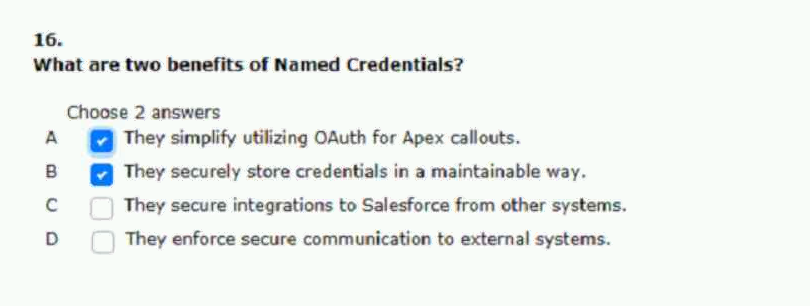 16.
What are two benefits of Named Credentials?
Choose 2 answers
A They simplify utilizing OAuth for Apex callouts.
B They securely store credentials in a maintainable way.
C They secure integrations to Salesforce from other systems.
D They enforce secure communication to external systems.